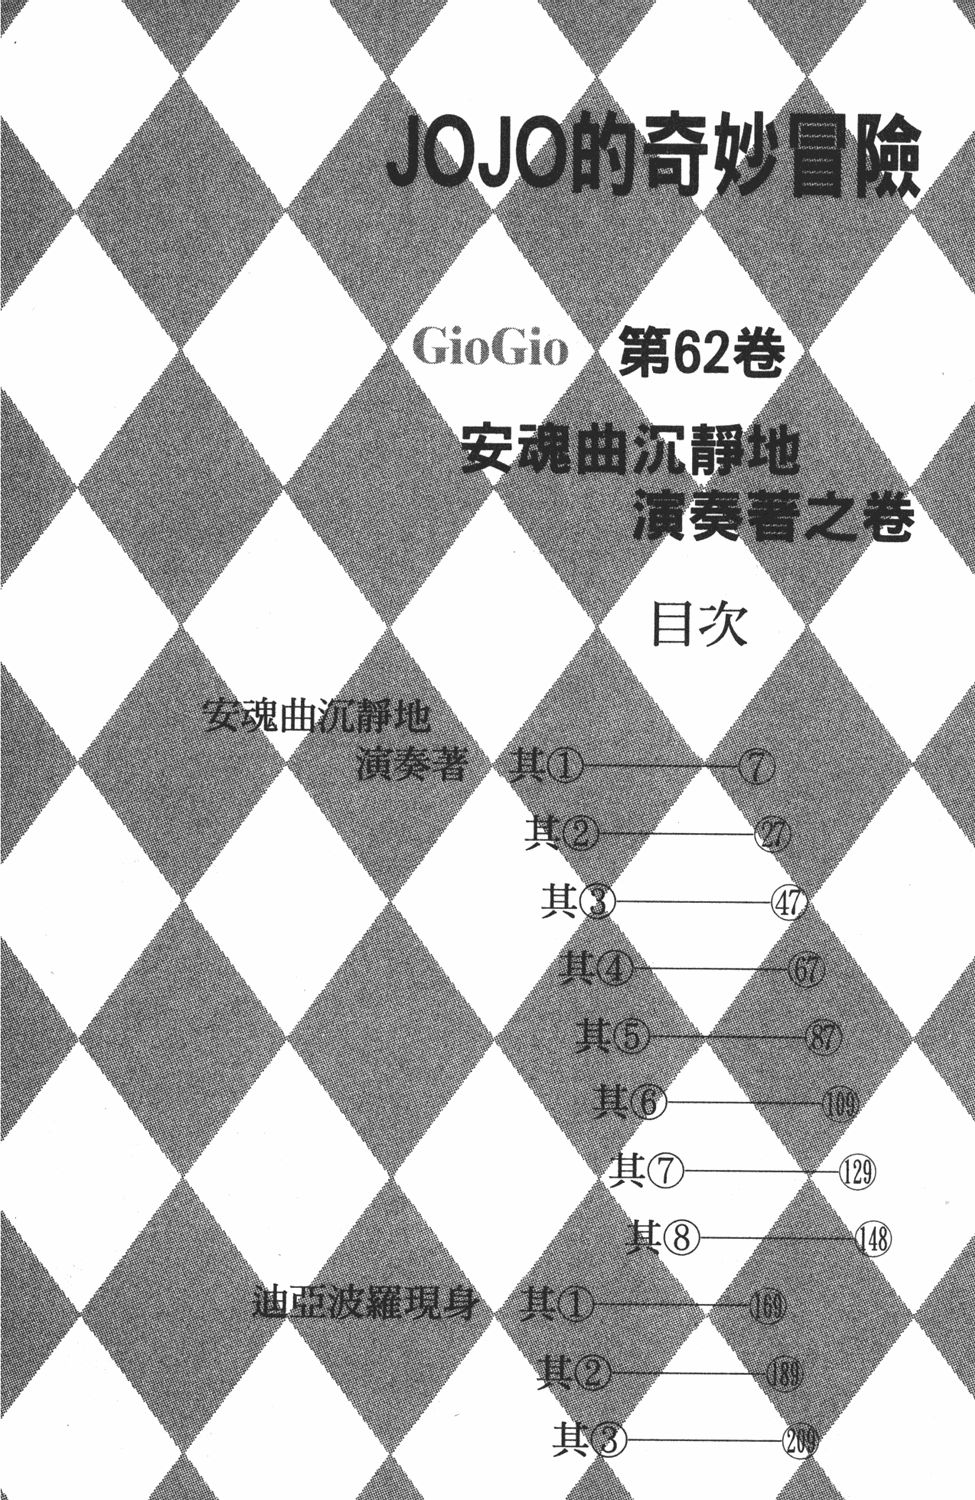 JOJO的奇妙冒險
GioGio 第62卷
安魂曲沉靜地
演奏著之卷
目次
安魂曲沉靜地
演奏著 其① 7
其② 27
其③ 47
其④ 67
其⑤ 87
其⑥ 109
其⑦ 129
其⑧ 148
迪亞波羅現身 其① 169
其② 189
其③ 209